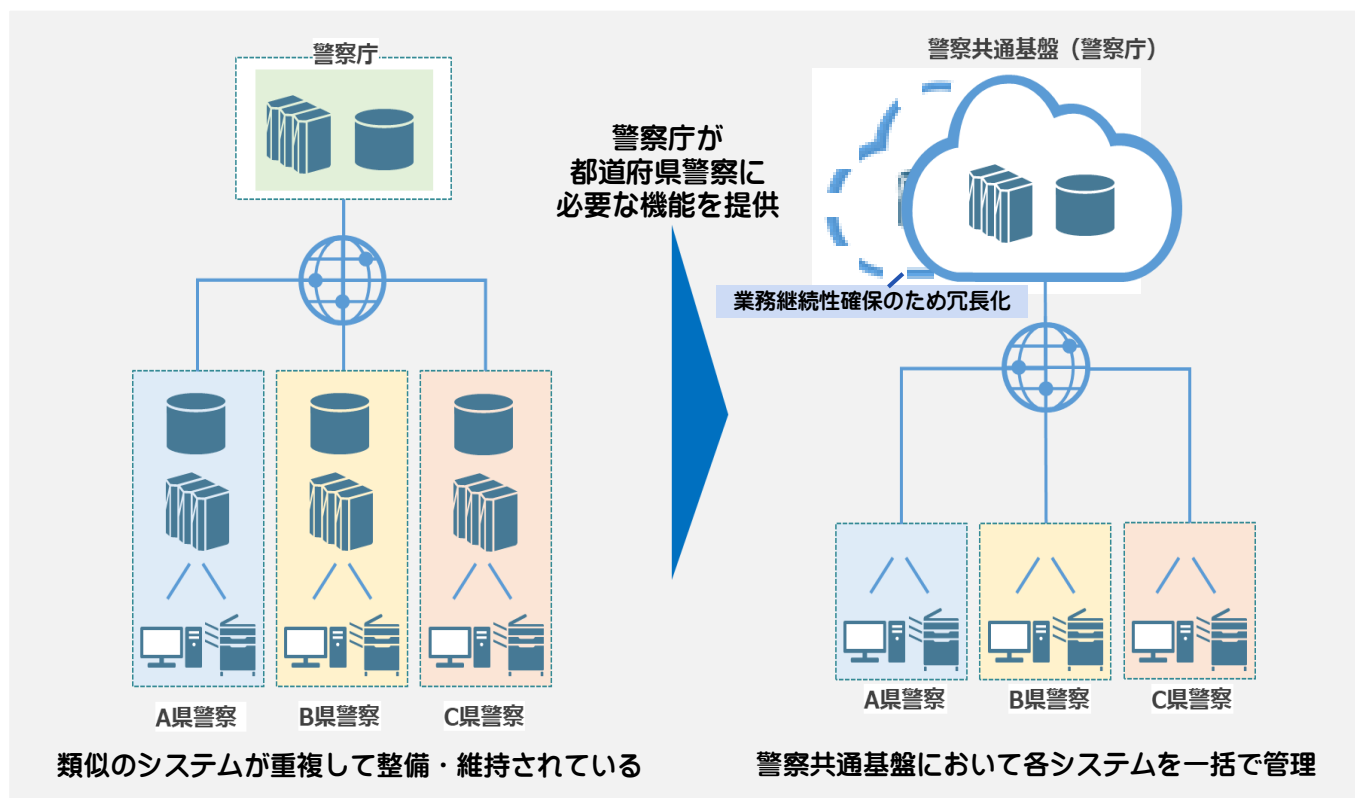 警察庁
警察共通基盤（警察庁）
警察庁が
都道府県警察に
必要な機能を提供
業務継続性確保のため冗長化
A県警察
B県警察
C県警察
A県警察
B県警察
C県警察
類似のシステムが重複して整備・維持されている
警察共通基盤において各システムを一括で管理